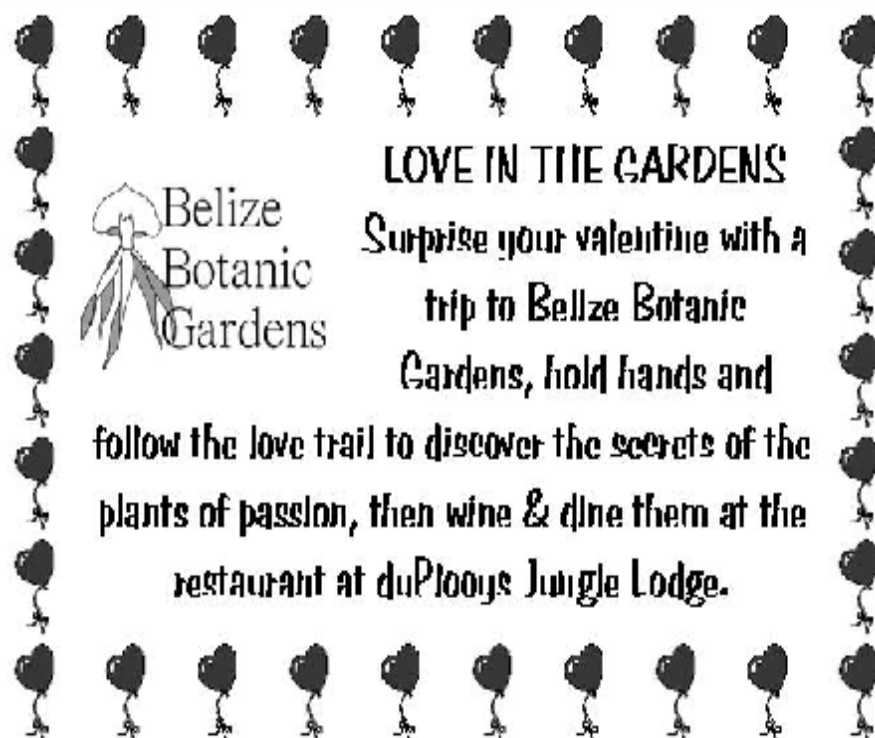 Belize
Botanic
Gardens
LOVE IN THE GARDENS
Surprise your valentine with a
trip to Belize Botanic
Gardens, hold hands and
follow the love trail to discover the secrets of the
plants of passion, then wine & dine them at the
restaurant at duPlooys Jungle Lodge.